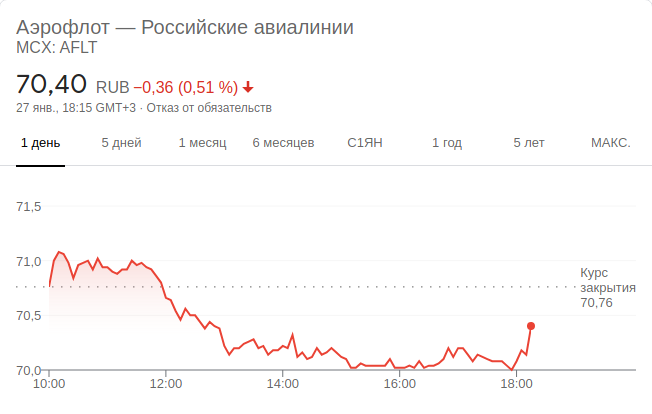 Аэрофлот — Российские авиалинии
MCX: AFLT
70,40 RUB −0,36 (0,51 %)
27 янв., 18:15 GMT+3 · Отказ от обязательств
1 день 5 дней 1 месяц 6 месяцев С1ЯН 1 год 5 лет МАКС.
71,5
71,0
70,5
70,0
Курс
закрытия
70,76
10:00 12:00 14:00 16:00 18:00